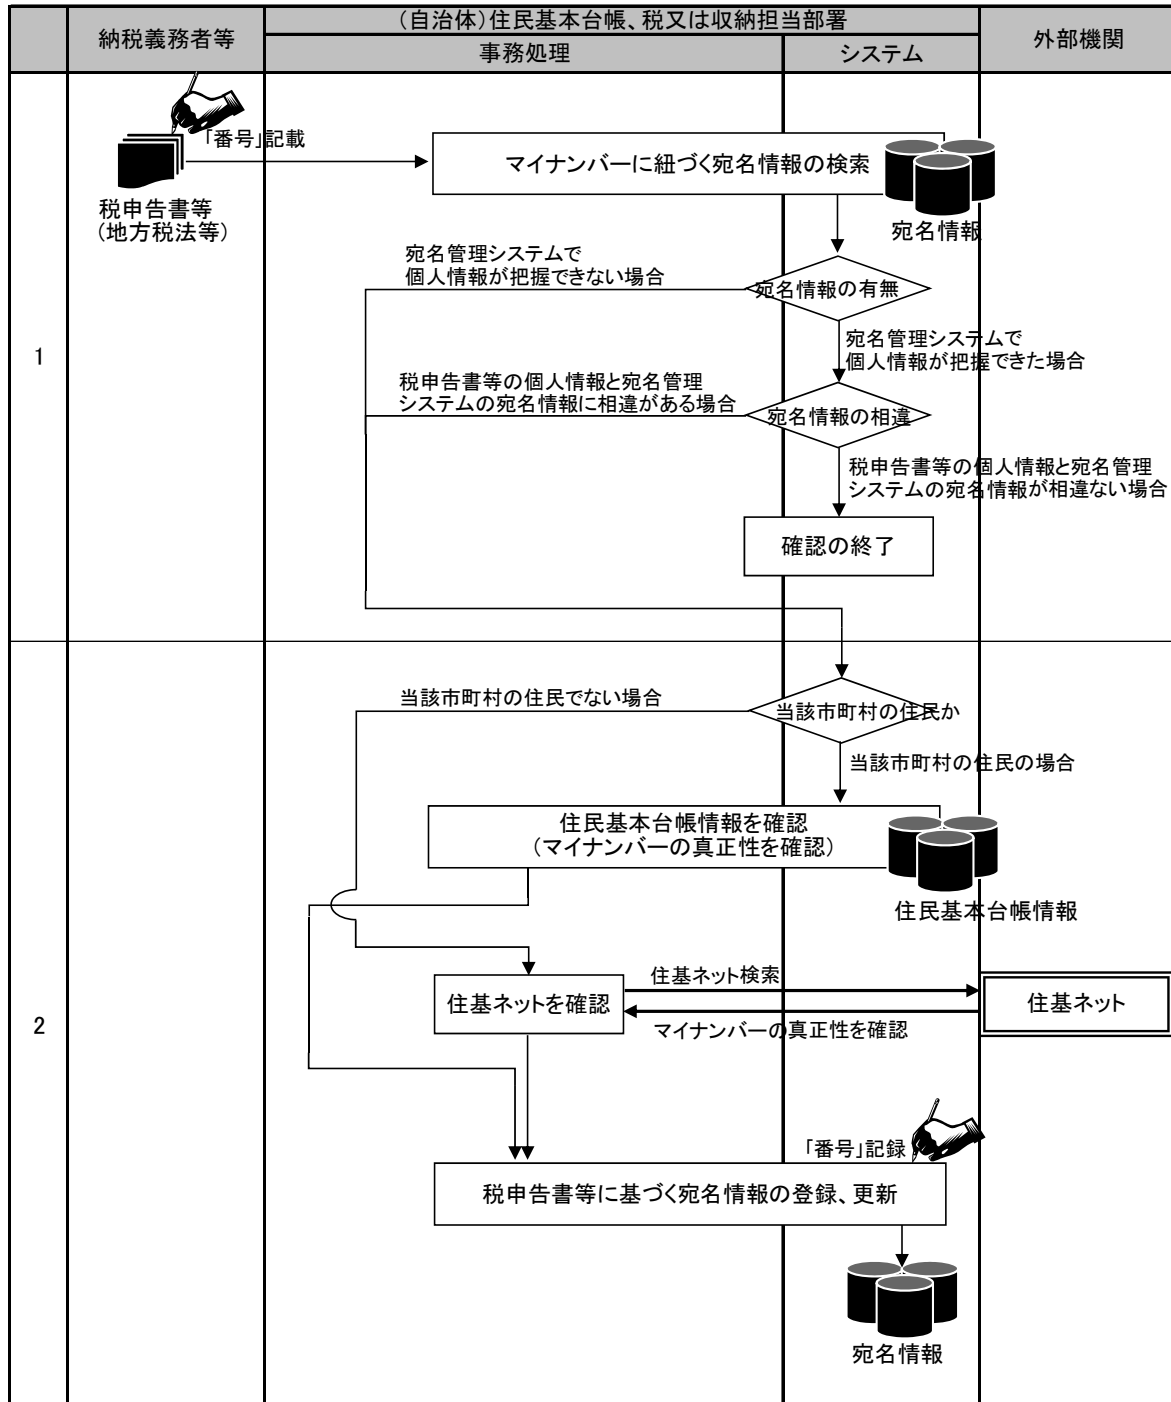 納税義務者等
（自治体）住民基本台帳、税又は収納担当部署
事務処理
システム
外部機関
1
「番号」記載
税申告書等
（地方税法等）
マイナンバーに紐づく宛名情報の検索
宛名情報
宛名管理システムで
個人情報が把握できない場合
宛名情報の有無
宛名管理システムで
個人情報が把握できた場合
税申告書等の個人情報と宛名管理
システムの宛名情報に相違がある場合
宛名情報の相違
税申告書等の個人情報と宛名管理
システムの宛名情報が相違ない場合
確認の終了
2
当該市町村の住民でない場合
当該市町村の住民か
当該市町村の住民の場合
住民基本台帳情報を確認
（マイナンバーの真正性を確認）
住民基本台帳情報
住基ネットを確認
住基ネット検索
マイナンバーの真正性を確認
住基ネット
「番号」記録
税申告書等に基づく宛名情報の登録、更新
宛名情報